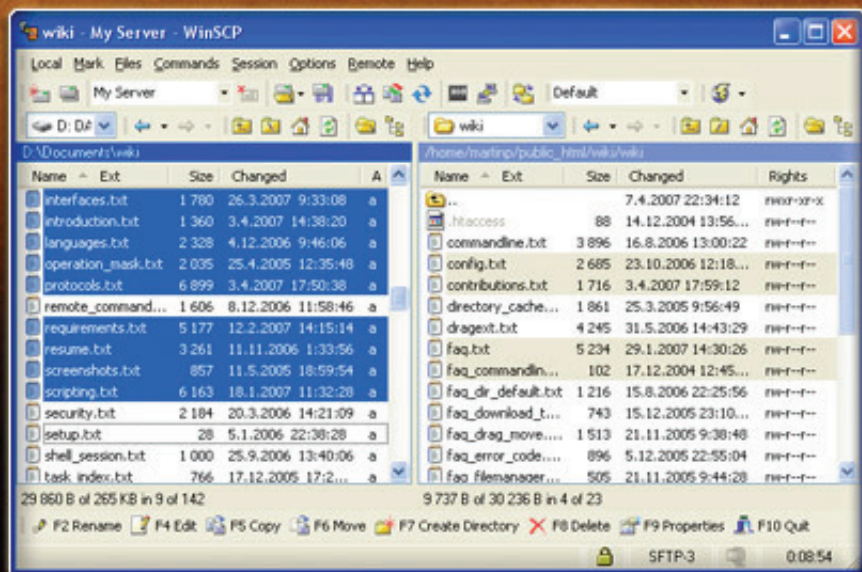 wiki - My Server - WinSCP
Local Mark Files Commands Session Options Remote Help
My Server Default
D: DA wiki
D:\Documents\wiki /home/martinp/public_html/wiki/wiki
Name Ext Size Changed A Name Ext Size Changed Rights
interfaces.txt 1 780 26.3.2007 9:33:08 a .. 7.4.2007 22:34:12 rwxr-xr-x
introduction.txt 1 360 3.4.2007 14:38:20 a .htaccess 88 14.12.2004 13:56... rw-r--r--
languages.txt 2 328 4.12.2006 9:46:06 a commandline.txt 3 896 16.8.2006 13:00:22 rw-r--r--
operation_mask.txt 2 035 25.4.2005 12:35:48 a config.txt 2 685 23.10.2006 12:18... rw-r--r--
protocols.txt 6 899 3.4.2007 17:50:38 a contributions.txt 1 716 3.4.2007 17:59:12 rw-r--r--
remote_command... 1 606 8.12.2006 11:58:46 a directory_cache... 1 861 25.3.2005 9:56:49 rw-r--r--
requirements.txt 5 177 12.2.2007 14:15:14 a dragext.txt 4 245 31.5.2006 14:43:29 rw-r--r--
resume.txt 3 261 11.11.2006 1:33:56 a faq.txt 5 234 29.1.2007 14:30:26 rw-r--r--
screenshots.txt 857 11.5.2005 18:59:54 a faq_commandlin... 102 17.12.2004 12:45... rw-r--r--
scripting.txt 6 163 18.1.2007 11:32:28 a faq_dir_default.txt 1 216 15.8.2006 22:25:56 rw-r--r--
security.txt 2 184 20.3.2006 14:21:09 a faq_download_t... 743 15.12.2005 23:10... rw-r--r--
setup.txt 28 5.1.2006 22:38:28 a faq_drag_move.... 1 513 21.11.2005 9:38:48 rw-r--r--
shell_session.txt 1 000 25.9.2006 13:40:06 a faq_error_code.... 896 5.12.2005 22:55:04 rw-r--r--
task_index.txt 766 17.12.2005 17:2... a faq_filemanager... 505 21.11.2005 9:44:28 rw-r--r--
29 860 B of 265 KB in 9 of 142 9 737 B of 30 236 B in 4 of 23
F2 Rename F4 Edit F5 Copy F6 Move F7 Create Directory F8 Delete F9 Properties F10 Quit
SFTP-3 0:08:54